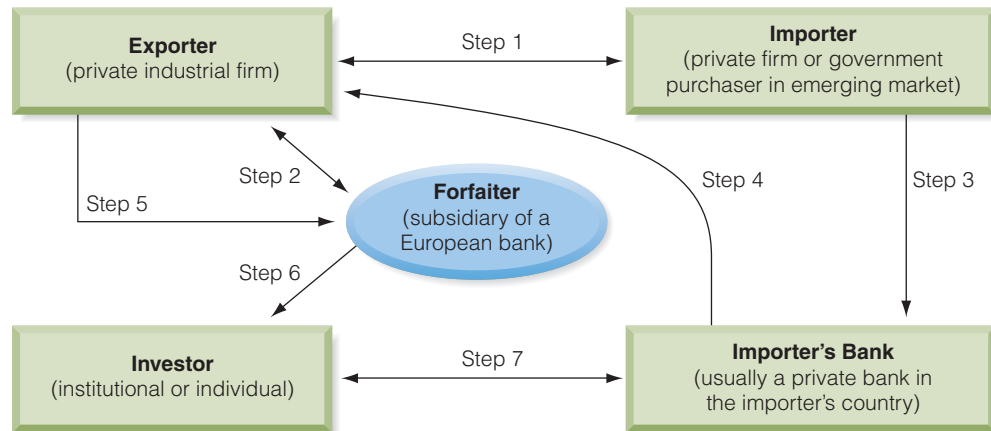 Exporter
(private industrial firm)
Step 1
Importer
(private firm or government
purchaser in emerging market)
Step 2
Step 4
Step 3
Step 5
Forfaiter
(subsidiary of a
European bank)
Step 6
Investor
(institutional or individual)
Step 7
Importer’s Bank
(usually a private bank in
the importer’s country)